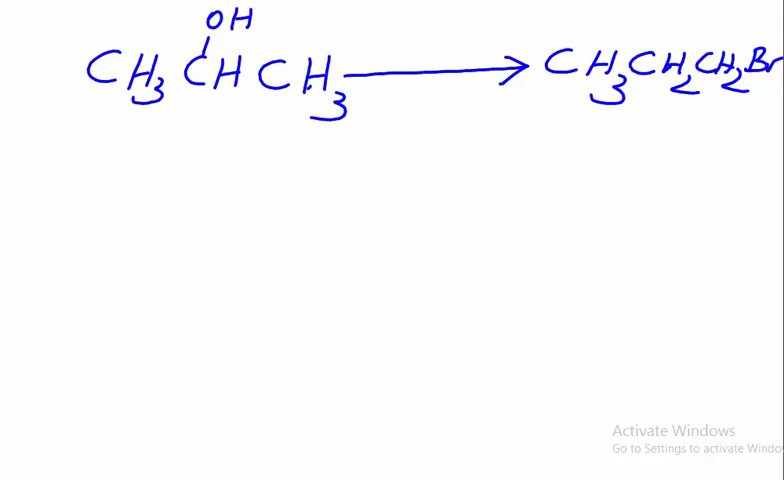 OH
CH3CHCH3 → CH3CH2CH2Br
Activate Windows
Go to Settings to activate Windo